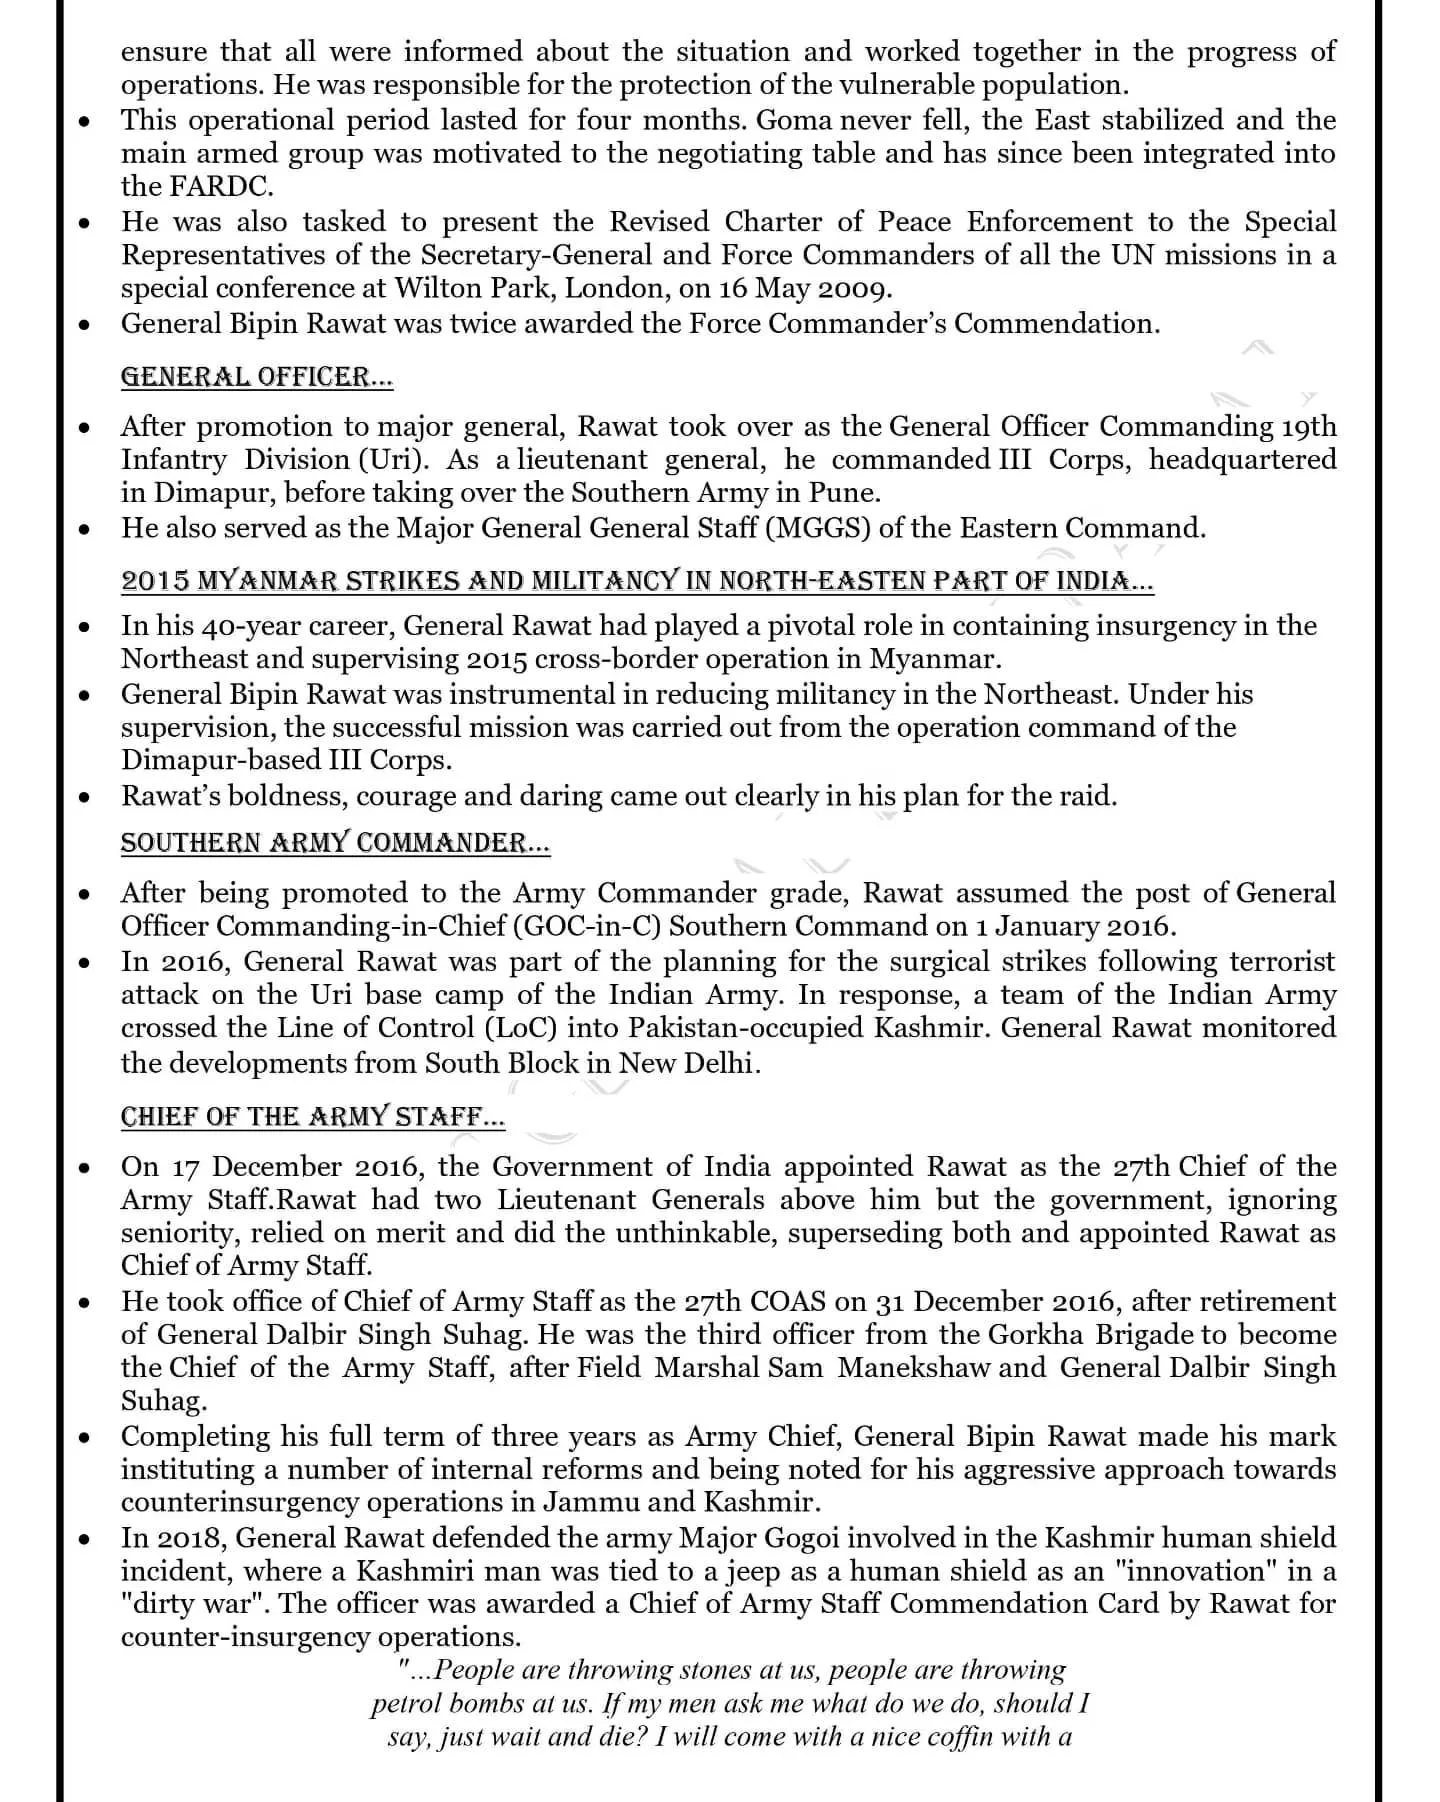 ensure that all were informed about the situation and worked together in the progress of
operations. He was responsible for the protection of the vulnerable population.
• This operational period lasted for four months. Goma never fell, the East stabilized and the
main armed group was motivated to the negotiating table and has since been integrated into
the FARDC.
• He was also tasked to present the Revised Charter of Peace Enforcement to the Special
Representatives of the Secretary-General and Force Commanders of all the UN missions in a
special conference at Wilton Park, London, on 16 May 2009.
• General Bipin Rawat was twice awarded the Force Commander's Commendation.
GENERAL OFFICER...
• After promotion to major general, Rawat took over as the General Officer Commanding 19th
Infantry Division (Uri). As a lieutenant general, he commanded III Corps, headquartered
in Dimapur, before taking over the Southern Army in Pune.
• He also served as the Major General General Staff (MGGS) of the Eastern Command.
2015 MYANMAR STRIKES AND MILITANCY IN NORTH-EASTEN PART OF INDIA...
• In his 40-year career, General Rawat had played a pivotal role in containing insurgency in the
Northeast and supervising 2015 cross-border operation in Myanmar.
• General Bipin Rawat was instrumental in reducing militancy in the Northeast. Under his
supervision, the successful mission was carried out from the operation command of the
Dimapur-based III Corps.
• Rawat's boldness, courage and daring came out clearly in his plan for the raid.
SOUTHERN ARMY COMMANDER...
• After being promoted to the Army Commander grade, Rawat assumed the post of General
Officer Commanding-in-Chief (GOC-in-C) Southern Command on 1 January 2016.
• In 2016, General Rawat was part of the planning for the surgical strikes following terrorist
attack on the Uri base camp of the Indian Army. In response, a team of the Indian Army
crossed the Line of Control (LoC) into Pakistan-occupied Kashmir. General Rawat monitored
the developments from South Block in New Delhi.
CHIEF OF THE ARMY STAFF...
• On 17 December 2016, the Government of India appointed Rawat as the 27th Chief of the
Army Staff.Rawat had two Lieutenant Generals above him but the government, ignoring
seniority, relied on merit and did the unthinkable, superseding both and appointed Rawat as
Chief of Army Staff.
• He took office of Chief of Army Staff as the 27th COAS on 31 December 2016, after retirement
of General Dalbir Singh Suhag. He was the third officer from the Gorkha Brigade to become
the Chief of the Army Staff, after Field Marshal Sam Manekshaw and General Dalbir Singh
Suhag.
• Completing his full term of three years as Army Chief, General Bipin Rawat made his mark
instituting a number of internal reforms and being noted for his aggressive approach towards
counterinsurgency operations in Jammu and Kashmir.
• In 2018, General Rawat defended the army Major Gogoi involved in the Kashmir human shield
incident, where a Kashmiri man was tied to a jeep as a human shield as an "innovation" in a
"dirty war". The officer was awarded a Chief of Army Staff Commendation Card by Rawat for
counter-insurgency operations.
"...People are throwing stones at us, people are throwing
petrol bombs at us. If my men ask me what do we do, should I
say, just wait and die? I will come with a nice coffin with a